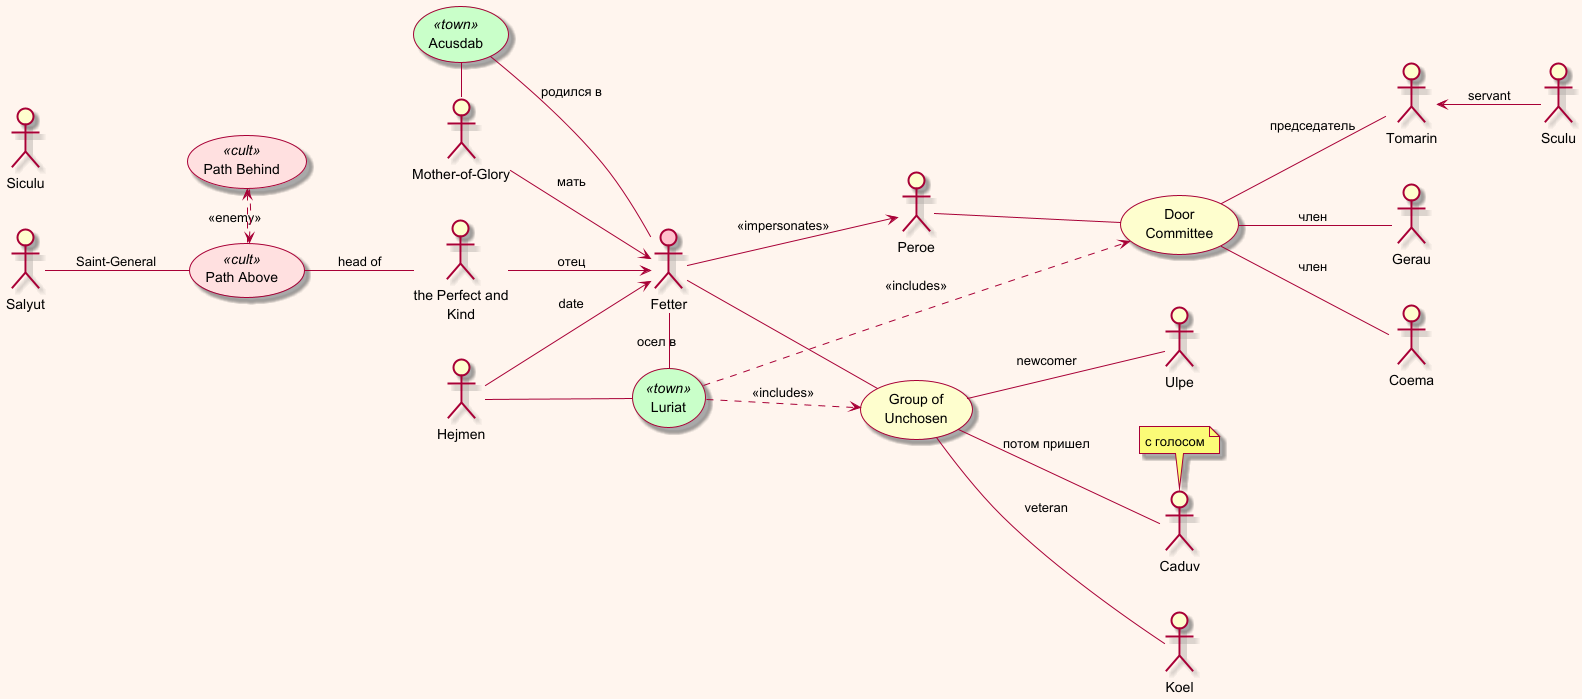 «town»
Acusdab
родился в
Siculu
«cult»
Path Behind
«enemy»
Mother-of-Glory
мать
Salyut
Saint-General
«cult»
Path Above
head of
the Perfect and
Kind
отец
date
Fetter
осел в
Hejmen
«town»
Luriat
«impersonates»
Peroe
«includes»
«includes»
Door
Committee
председатель
Tomarin
servant
Sculu
член
Gerau
член
Coema
Group of
Unchosen
newcomer
Ulpe
потом пришел
с голосом
Caduv
veteran
Koel